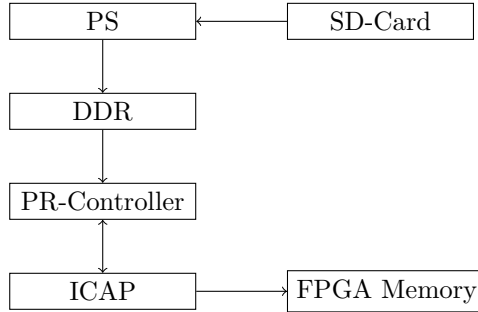 PS
SD-Card
DDR
PR-Controller
ICAP
FPGA Memory